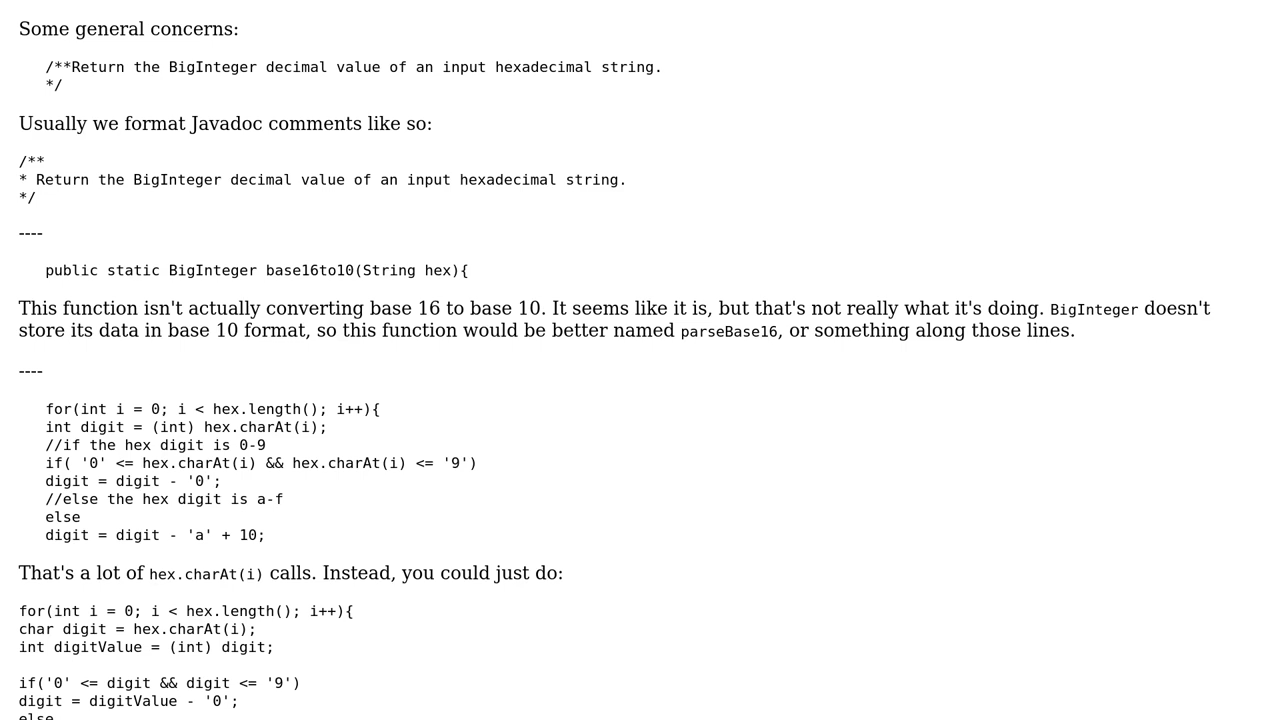 Some general concerns:
/**Return the BigInteger decimal value of an input hexadecimal string.
*/
Usually we format Javadoc comments like so:
/**
* Return the BigInteger decimal value of an input hexadecimal string.
*/
----
public static BigInteger base16to10(String hex){
This function isn't actually converting base 16 to base 10. It seems like it is, but that's not really what it's doing. BigInteger doesn't
store its data in base 10 format, so this function would be better named parseBase16, or something along those lines.
----
for(int i = 0; i < hex.length(); i++){
int digit = (int) hex.charAt(i);
//if the hex digit is 0-9
if( '0' <= hex.charAt(i) && hex.charAt(i) <= '9')
digit = digit - '0';
//else the hex digit is a-f
else
digit = digit - 'a' + 10;
That's a lot of hex.charAt(i) calls. Instead, you could just do:
for(int i = 0; i < hex.length(); i++){
char digit = hex.charAt(i);
int digitValue = (int) digit;
if('0' <= digit && digit <= '9')
digit = digitValue - '0';
else